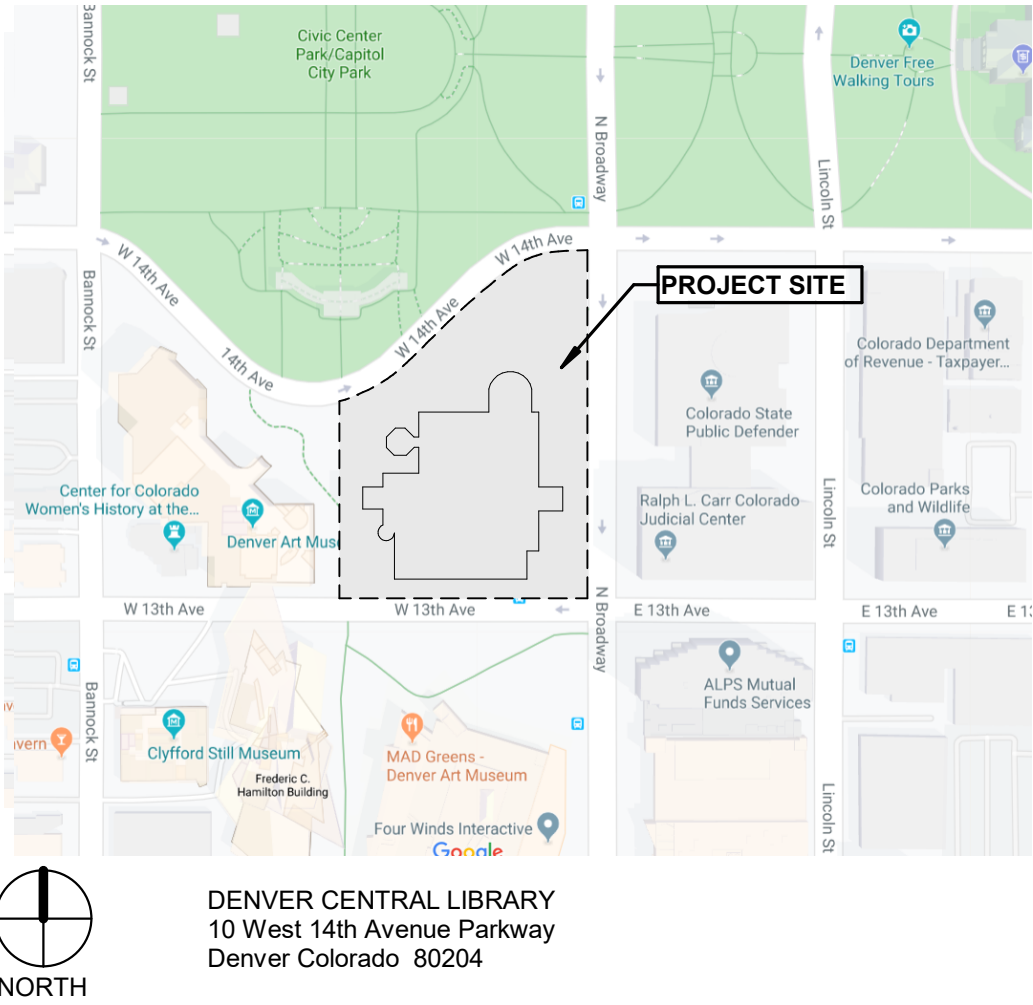 Bannock St
Civic Center
Park/Capitol
City Park
N Broadway
Denver Free
Walking Tours
Lincoln St
W 14th Ave
W 14th Ave
Bannock St
14th Ave
W 14th Ave
PROJECT SITE
Colorado Department
of Revenue - Taxpayer...
Colorado State
Public Defender
Center for Colorado
Women's History at the...
Denver Art Mus
Ralph L. Carr Colorado
Judicial Center
Lincoln St
Colorado Parks
and Wildlife
W 13th Ave
W 13th Ave
N Broadway
E 13th Ave
E 13th Ave
E 13
Bannock St
ALPS Mutual
Funds Services
vern
Clyfford Still Museum
Frederic C.
Hamilton Building
MAD Greens -
Denver Art Museum
Lincoln St
Four Winds Interactive
Google
NORTH
DENVER CENTRAL LIBRARY
10 West 14th Avenue Parkway
Denver Colorado 80204